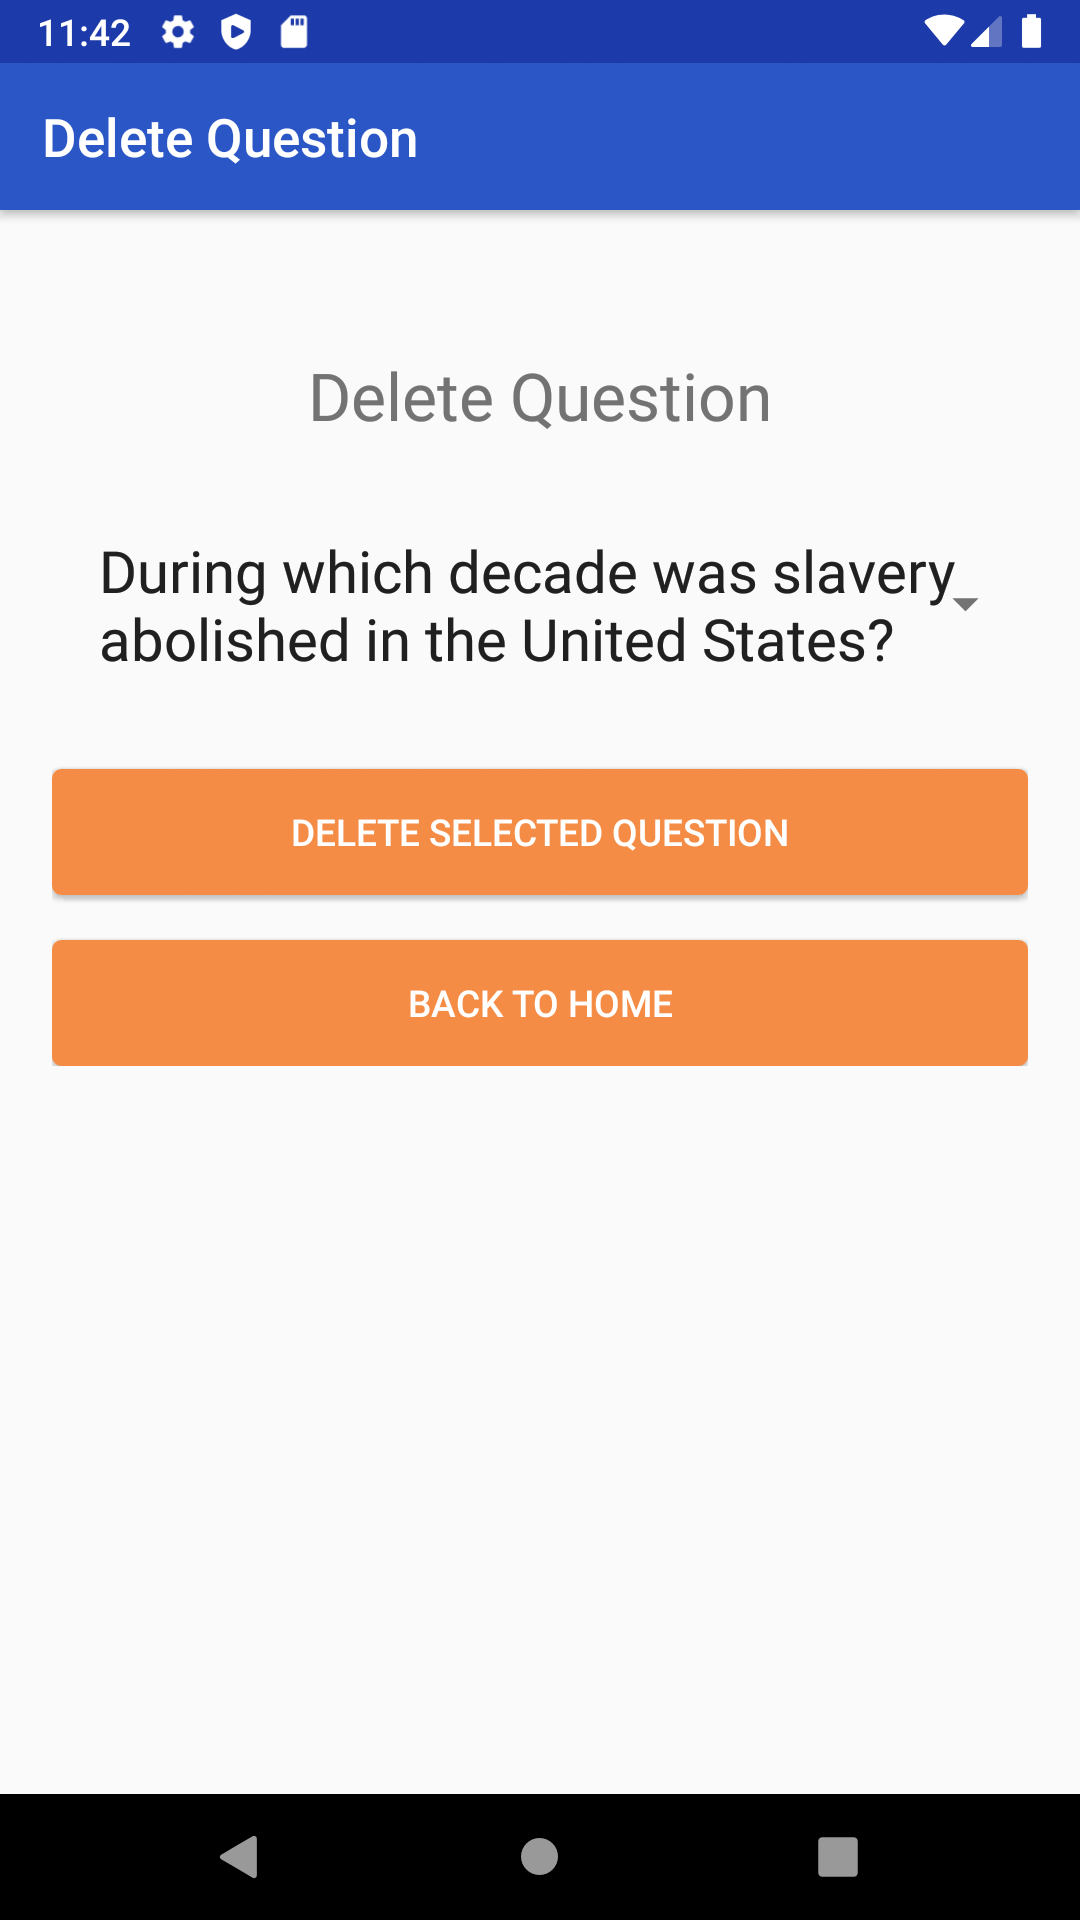 11:42
Delete Question
Delete Question
During which decade was slavery
abolished in the United States?
DELETE SELECTED QUESTION
BACK TO HOME